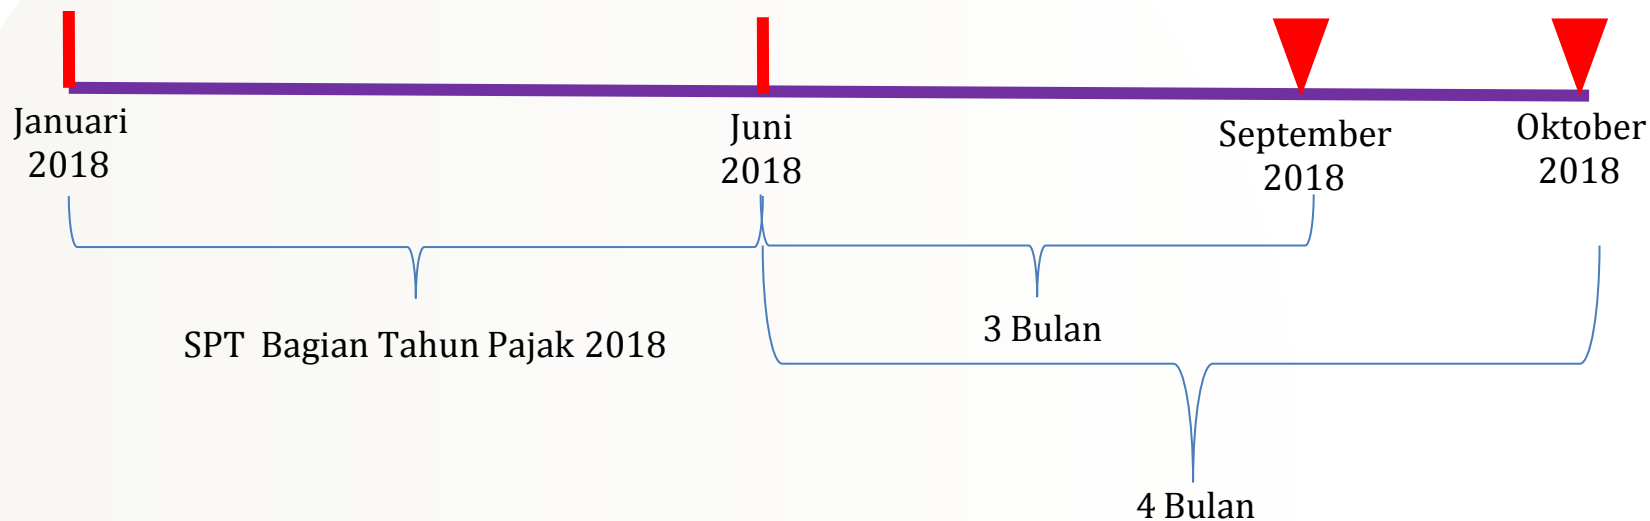 Januari
2018
Juni
2018
September
2018
Oktober
2018
SPT  Bagian Tahun Pajak 2018
3 Bulan
4 Bulan